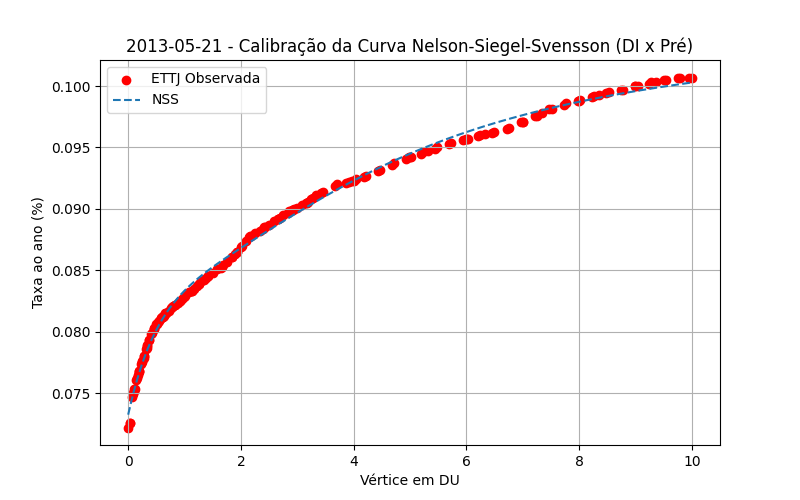 2013-05-21 - Calibração da Curva Nelson-Siegel-Svensson (DI x Pré)
ETTJ Observada
NSS
Taxa ao ano (%)
0.100
0.095
0.090
0.085
0.080
0.075
0 2 4 6 8 10
Vértice em DU